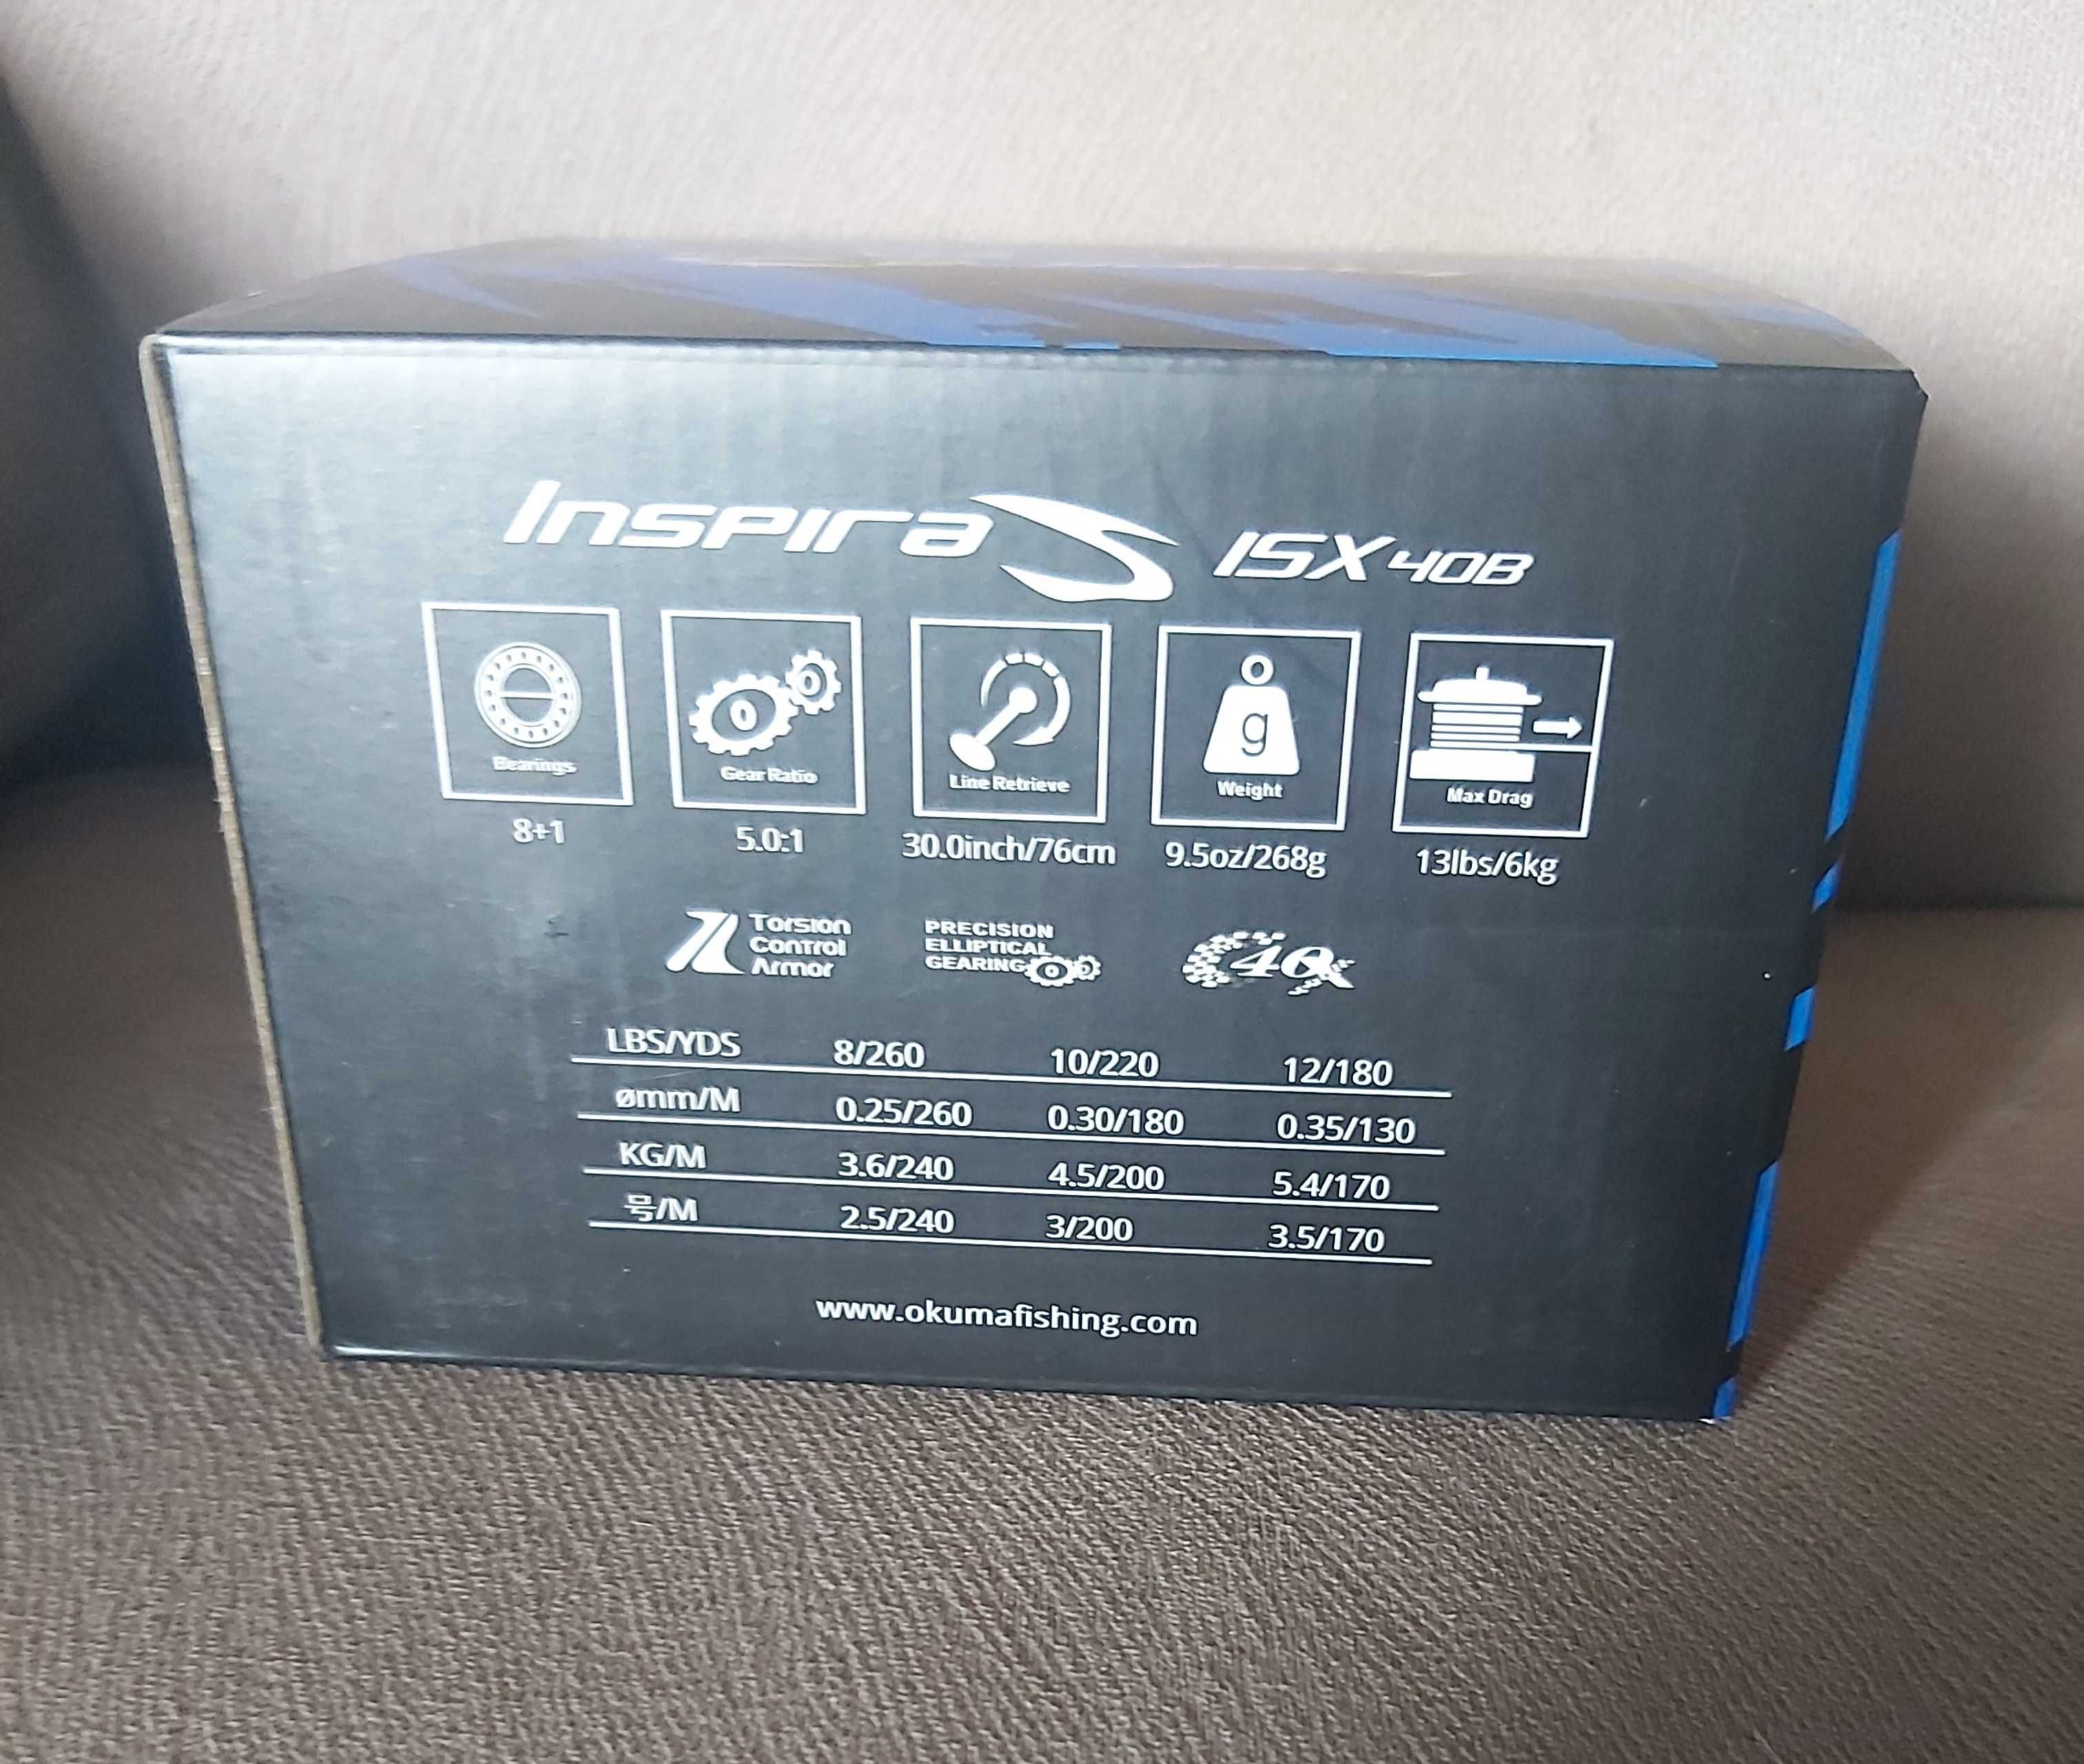 Inspira S ISX 40B
Bearings Gear Ratio Line Retrieve g Weight Max Drag
8+1 5.0:1 30.0inch/76cm 9.5oz/268g 13lbs/6kg
Torsion
Control
Armor
PRECISION
ELLIPTICAL
GEARING
40x
LBS/YDS 8/260 10/220 12/180
ømm/M 0.25/260 0.30/180 0.35/130
KG/M 3.6/240 4.5/200 5.4/170
号/M 2.5/240 3/200 3.5/170
www.okumafishing.com